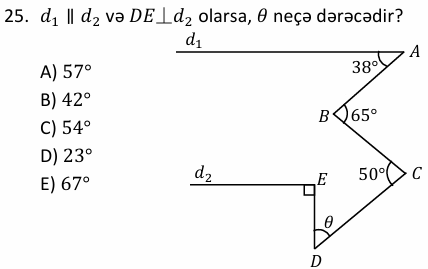 25. d₁ ∥ d₂ və DE⊥d₂ olarsa, θ neçə dərəcədir?
d₁
A
38°
A) 57°
B) 42°
B
65°
C) 54°
D) 23°
d₂
E
50°
C
E) 67°
θ
D